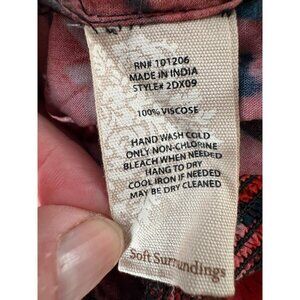 RN# 101206
MADE IN INDIA
STYLE# 2DX09
100% VISCOSE
HAND WASH COLD
ONLY NON-CHLORINE
BLEACH WHEN NEEDED
HANG TO DRY
COOL IRON IF NEEDED
MAY BE DRY CLEANED
Soft Surroundings